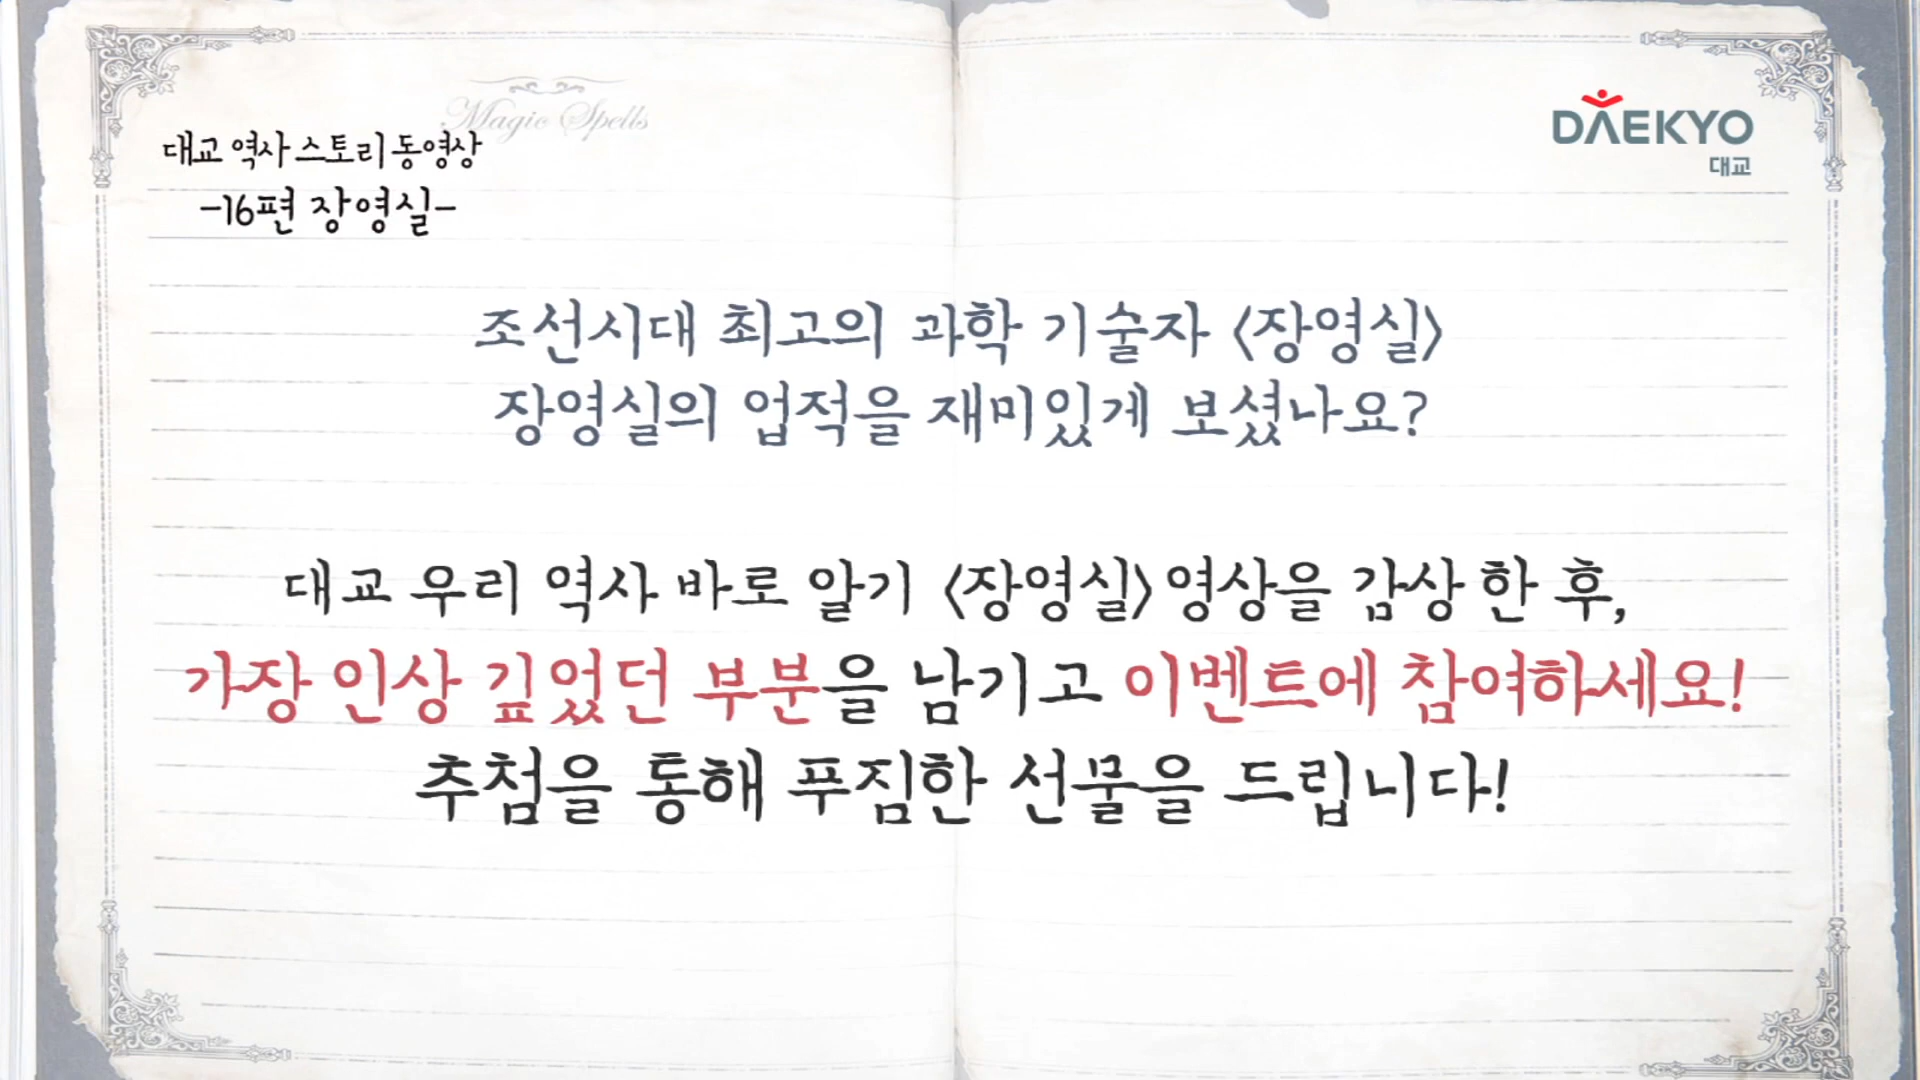 Magic Spells
대교 역사 스토리 동영상
-16편 장영실-
DAEKYO
대교
조선시대 최고의 과학 기술자 <장영실>
장영실의 업적을 재미있게 보셨나요?
대교 우리 역사 바로 알기 <장영실> 영상을 감상 한 후,
가장 인상 깊었던 부분을 남기고 이벤트에 참여하세요!
추첨을 통해 푸짐한 선물을 드립니다!